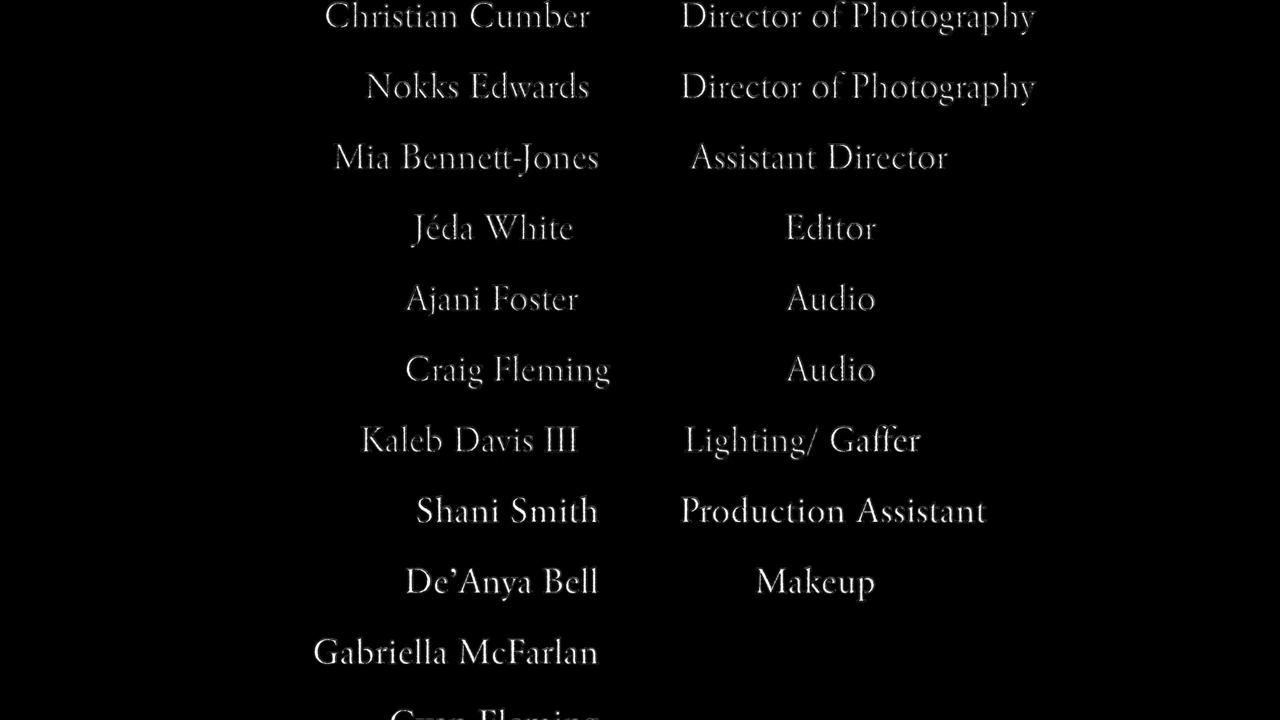 Christian Cumber Director of Photography
Nokks Edwards Director of Photography
Mia Bennett-Jones Assistant Director
Jéda White Editor
Ajani Foster Audio
Craig Fleming Audio
Kaleb Davis III Lighting/ Gaffer
Shani Smith Production Assistant
De’Anya Bell Makeup
Gabriella McFarlan
Fleming